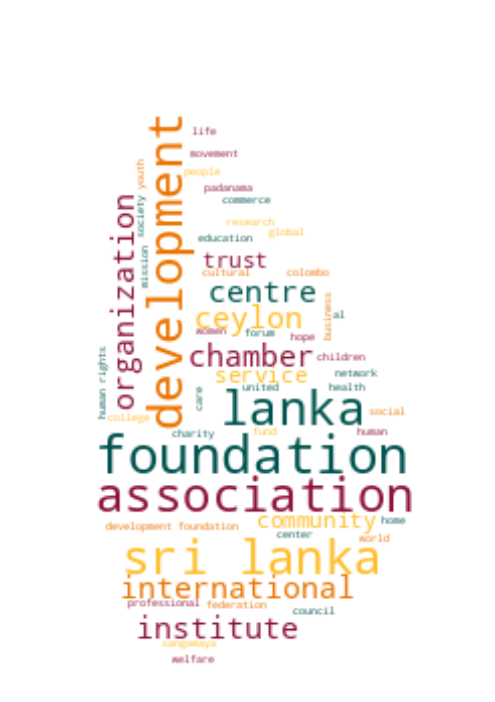 life
movement
people
youth
padanama
commerce
society
research
global
education
organization
development
mission
trust
cultural
colombo
centre
business
ceylon
al
women
forum
hope
chamber
children
human rights
service
network
united
health
care
lanka
social
college
charity
fund
human
foundation
association
community
home
development foundation
center
world
sri lanka
international
professional
federation
council
institute
sangamaya
welfare